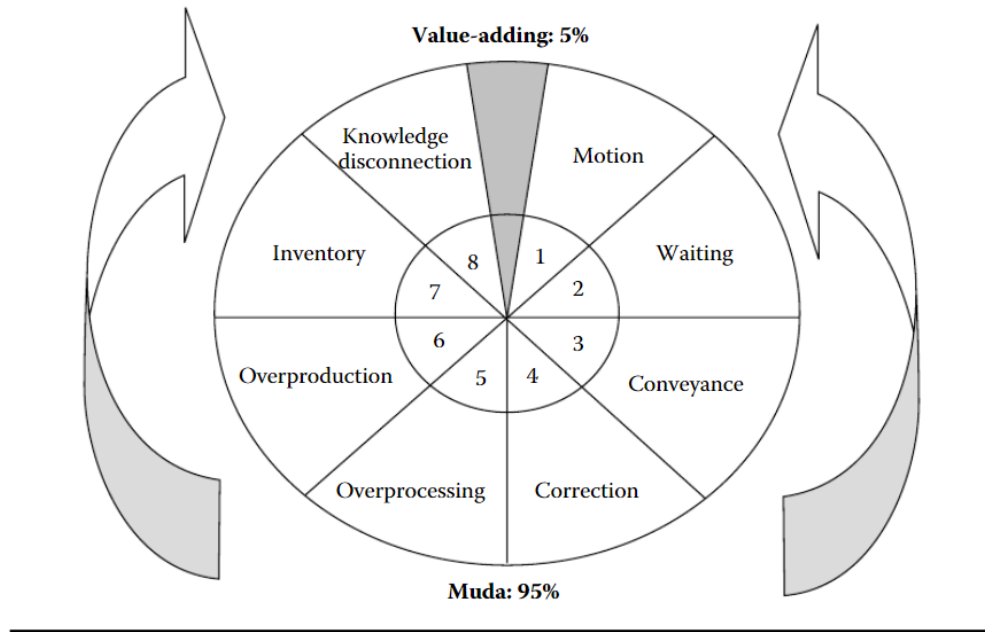 Value-adding: 5%
Knowledge
disconnection
Motion
Inventory
Waiting
8
1
7
2
6
3
5
4
Overproduction
Conveyance
Overprocessing
Correction
Muda: 95%